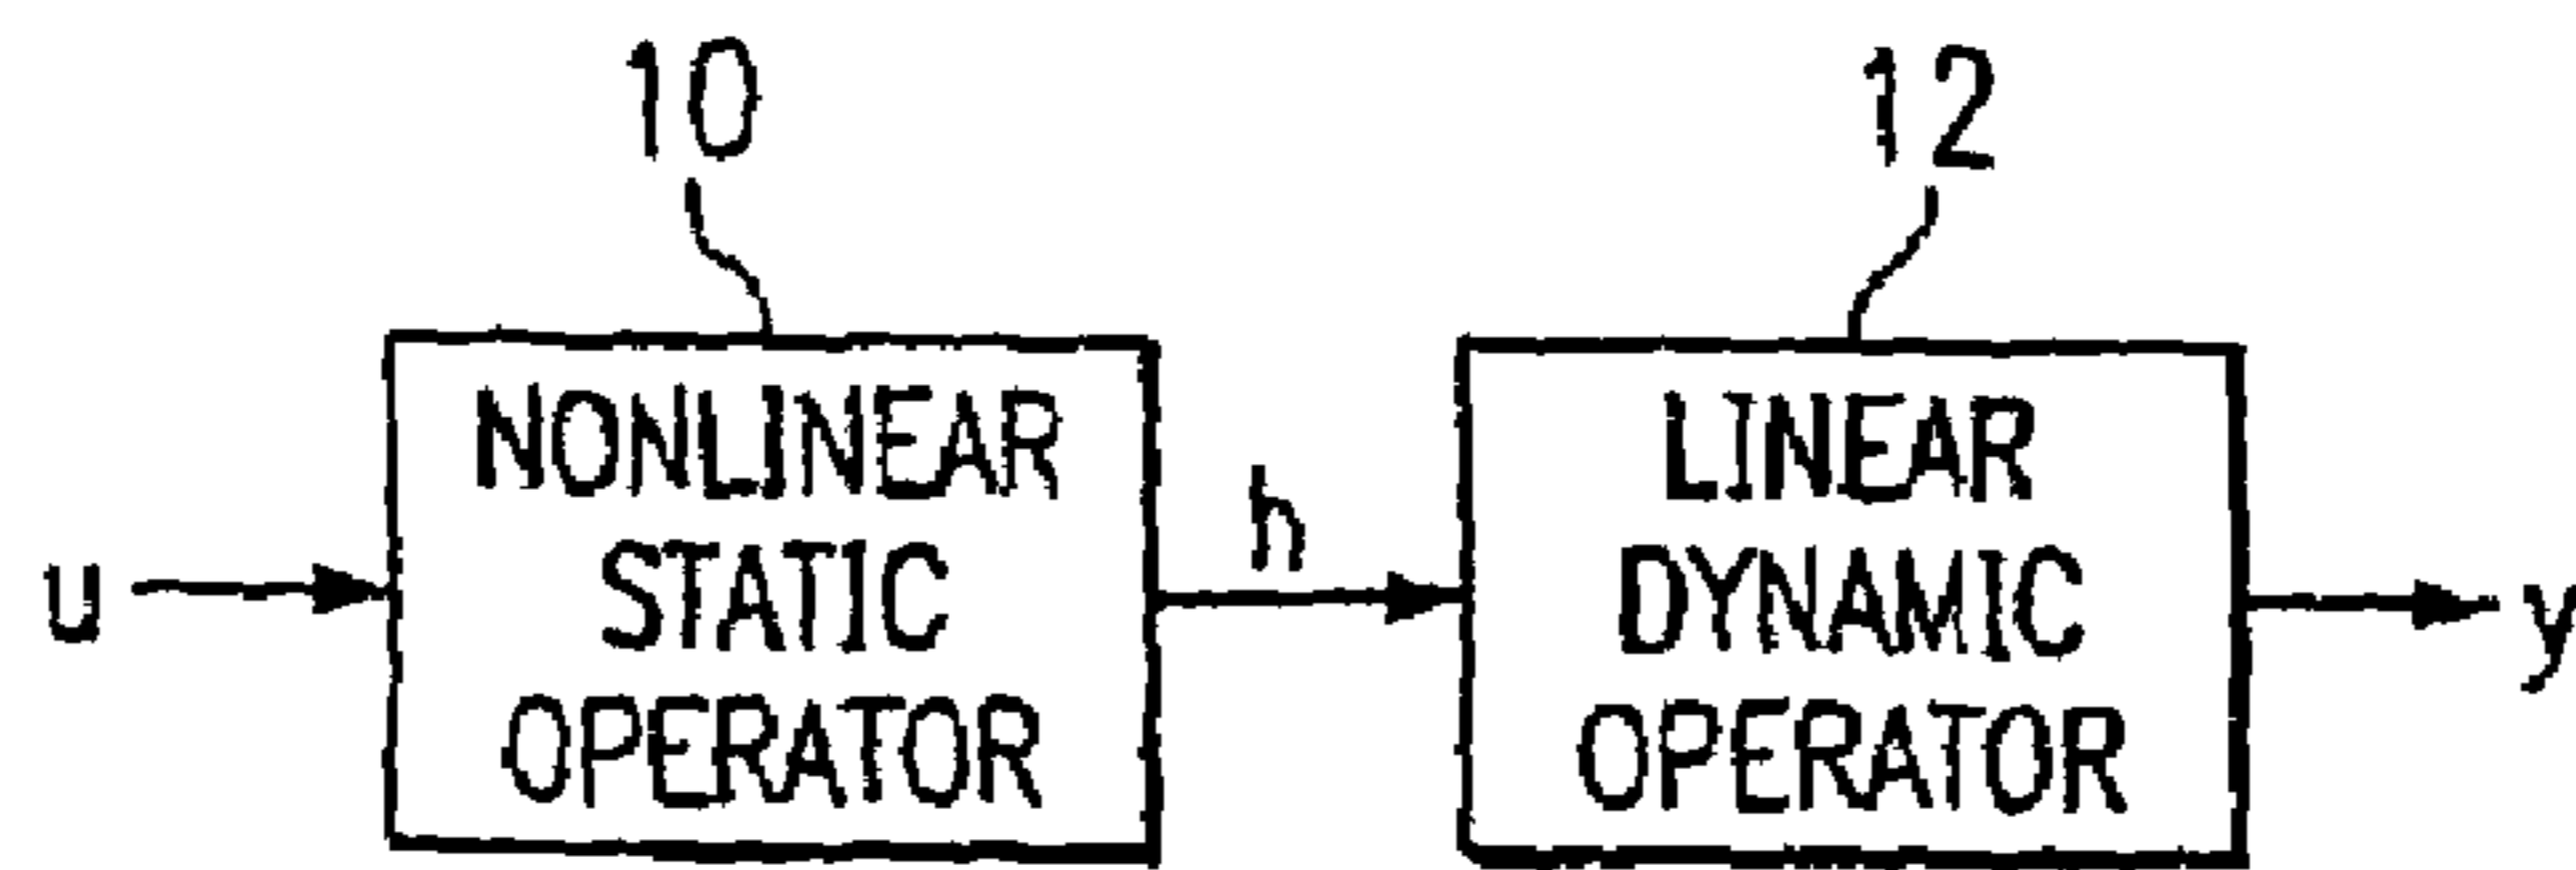 10
12
NONLINEAR
STATIC
OPERATOR
LINEAR
DYNAMIC
OPERATOR
u
h
y